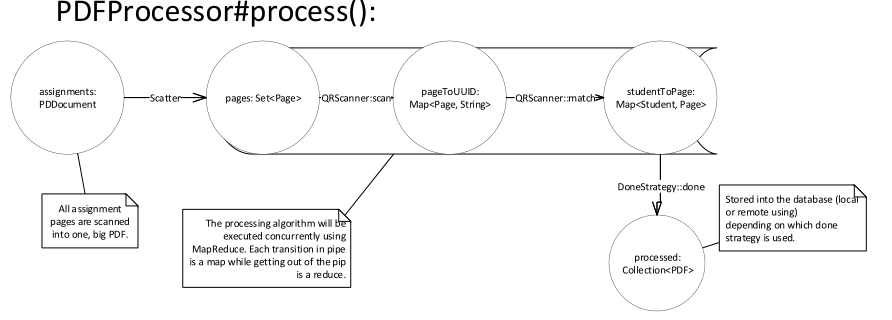 PDFProcessor#process():
assignments:
PDDocument
Scatter
pages: Set<Page>
QRScanner:scan
pageToUUID:
Map<Page, String>
QRScanner::match
studentToPage:
Map<Student, Page>
DoneStrategy::done
All assignment
pages are scanned
into one, big PDF.
The processing algorithm will be
executed concurrently using
MapReduce. Each transition in pipe
is a map while getting out of the pip
is a reduce.
Stored into the database (local
or remote using)
depending on which done
strategy is used.
processed:
Collection<PDF>